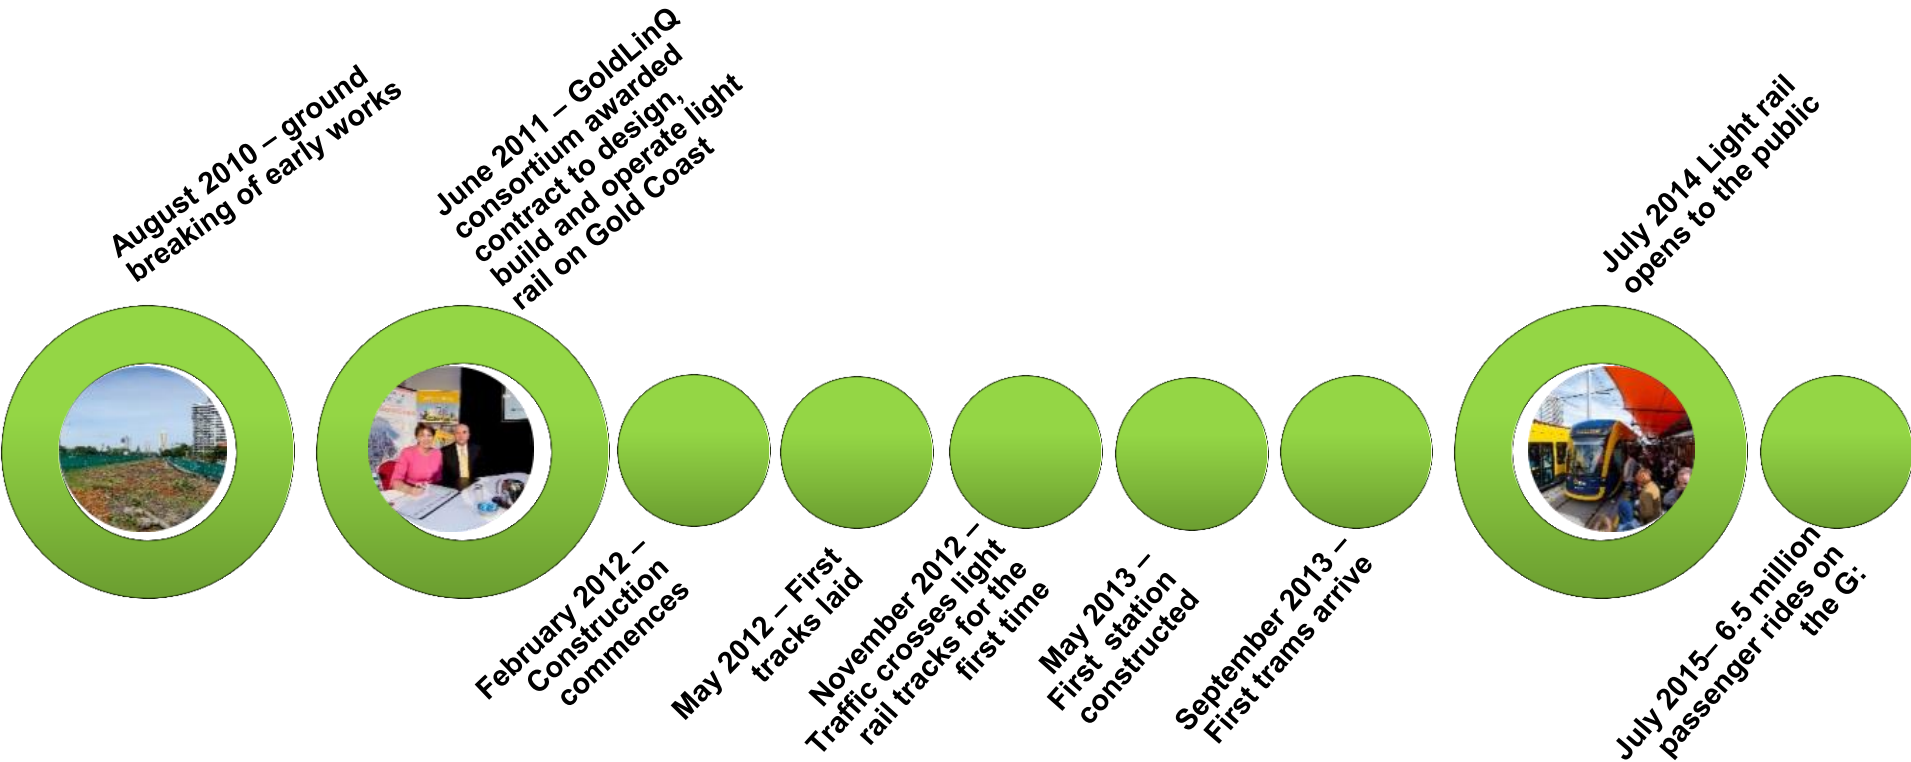 August 2010 – ground
breaking of early works
June 2011 – GoldLinQ
consortium awarded
contract to design,
build and operate light
rail on Gold Coast
February 2012 –
Construction
commences
May 2012 – First
tracks laid
November 2012 –
Traffic crosses light
rail tracks for the
first time
May 2013 –
First station
constructed
September 2013 –
First trams arrive
July 2014 Light rail
opens to the public
July 2015– 6.5 million
passenger rides on
the G: